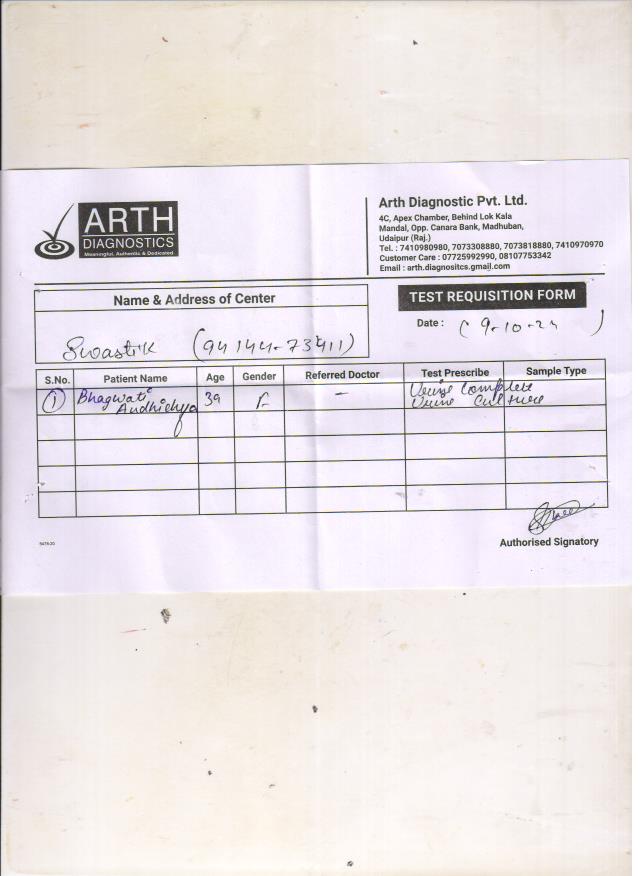 ARTH
DIAGNOSTICS
Meaningful, Authentic & Dedicated
Arth Diagnostic Pvt. Ltd.
4C, Apex Chamber, Behind Lok Kala
Mandal, Opp. Canara Bank, Madhuban,
Udaipur (Raj.)
Tel. : 7410980980, 7073308880, 7073818880, 7410970970
Customer Care : 07725992990, 08107753342
Email : arth.diagnositcs.gmail.com
Name & Address of Center
TEST REQUISITION FORM
Date : ( 9-10-24 )
Swastik (94144-73411)
S.No. Patient Name Age Gender Referred Doctor Test Prescribe Sample Type
1 Bhagwati 39 F - Urine Complete
Audhichya Urine Culture
Authorised Signatory